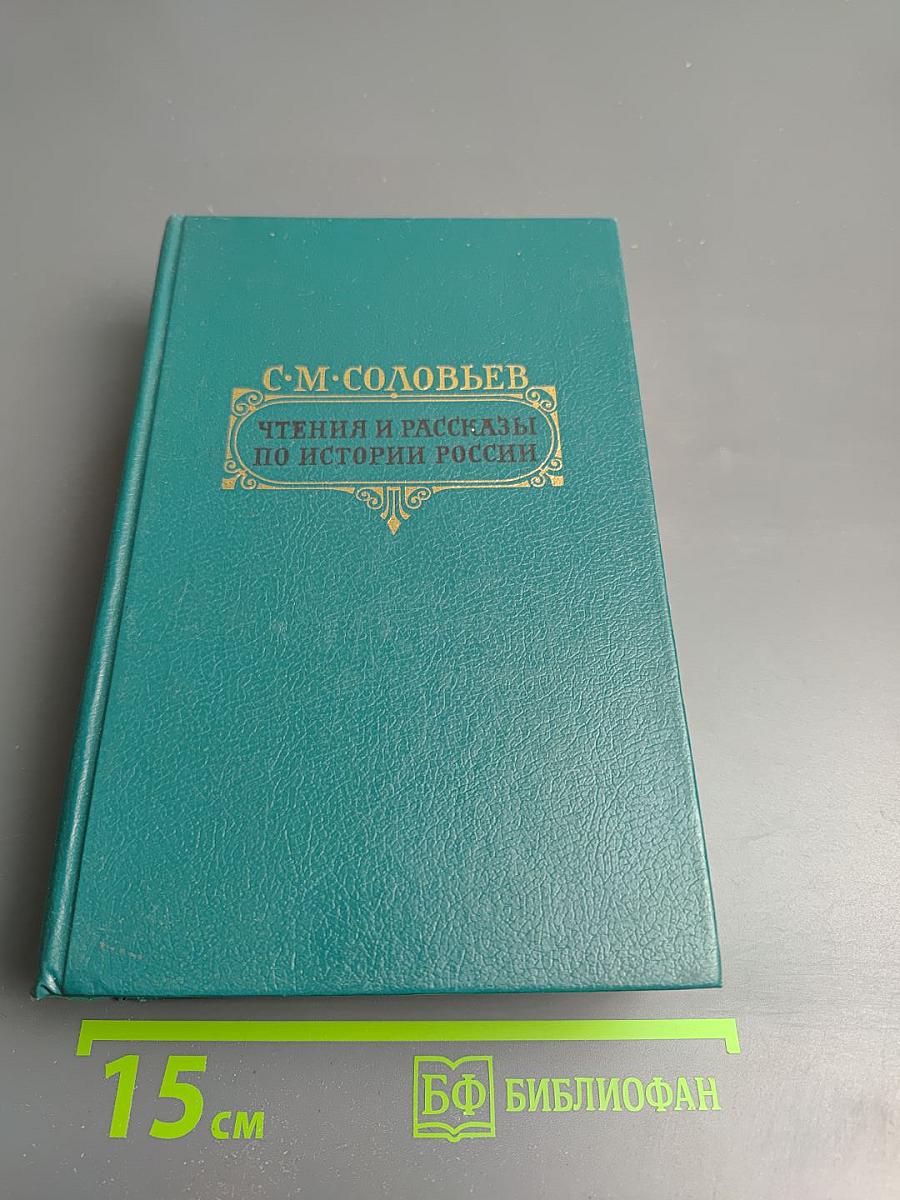 С·М·СОЛОВЬЕВ
ЧТЕНИЯ И РАССКАЗЫ
ПО ИСТОРИИ РОССИИ
15 см
БФ БИБЛИОФАН